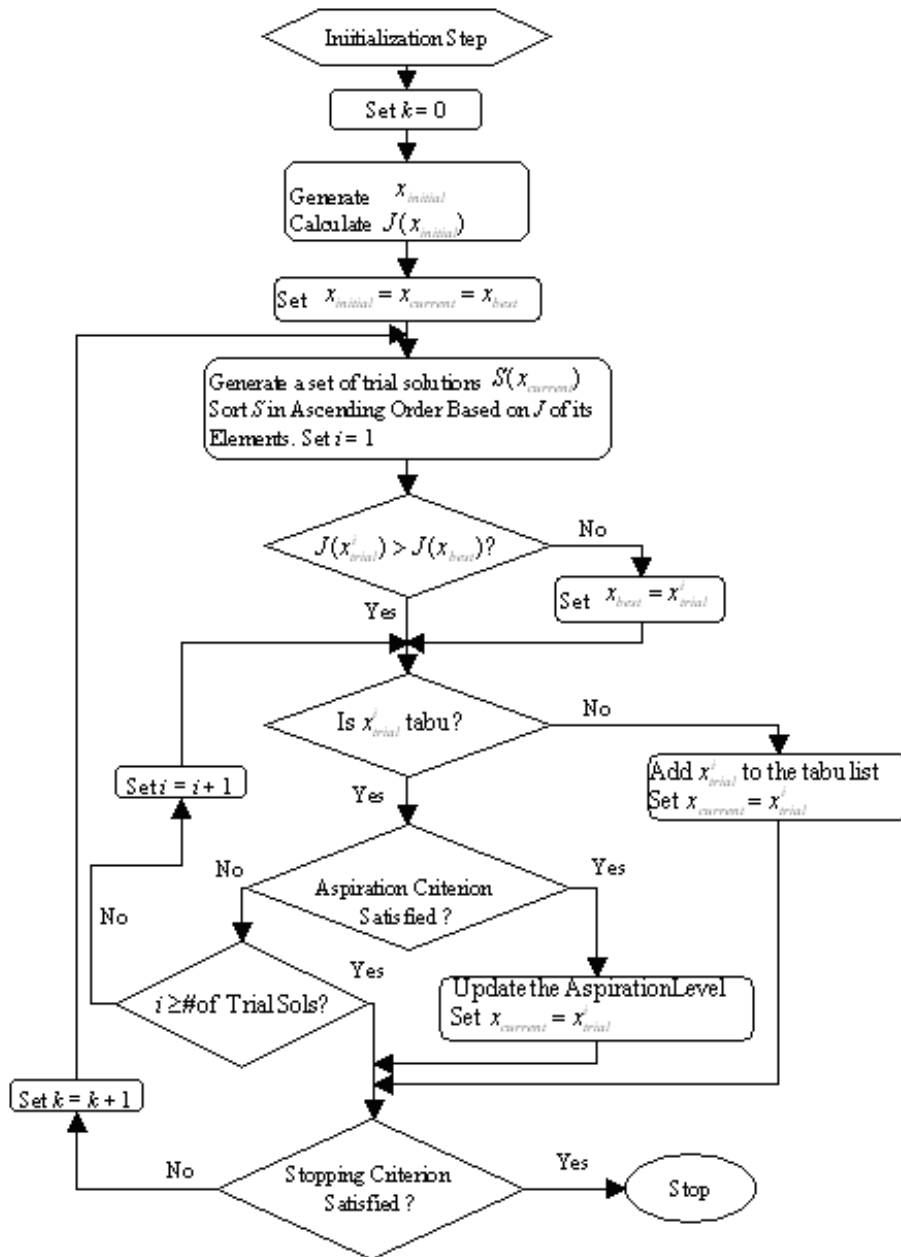 Iniitialization Step
Set k = 0
Generate x_initial
Calculate J(x_initial)
Set x_initial = x_current = x_best
Generate a set of trial solutions S(x_current)
Sort S in Ascending Order Based on J of its
Elements. Set i = 1
J(x^i_trial) > J(x_best)?
No
Set x_best = x^i_trial
Yes
Is x^i_trial tabu?
No
Add x^i_trial to the tabu list
Set x_current = x^i_trial
Set i = i + 1
Yes
No
Aspiration Criterion
Satisfied ?
Yes
No
i ≥# of Trial Sols?
Yes
Update the Aspiration Level
Set x_current = x^i_trial
Set k = k + 1
No
Stopping Criterion
Satisfied ?
Yes
Stop